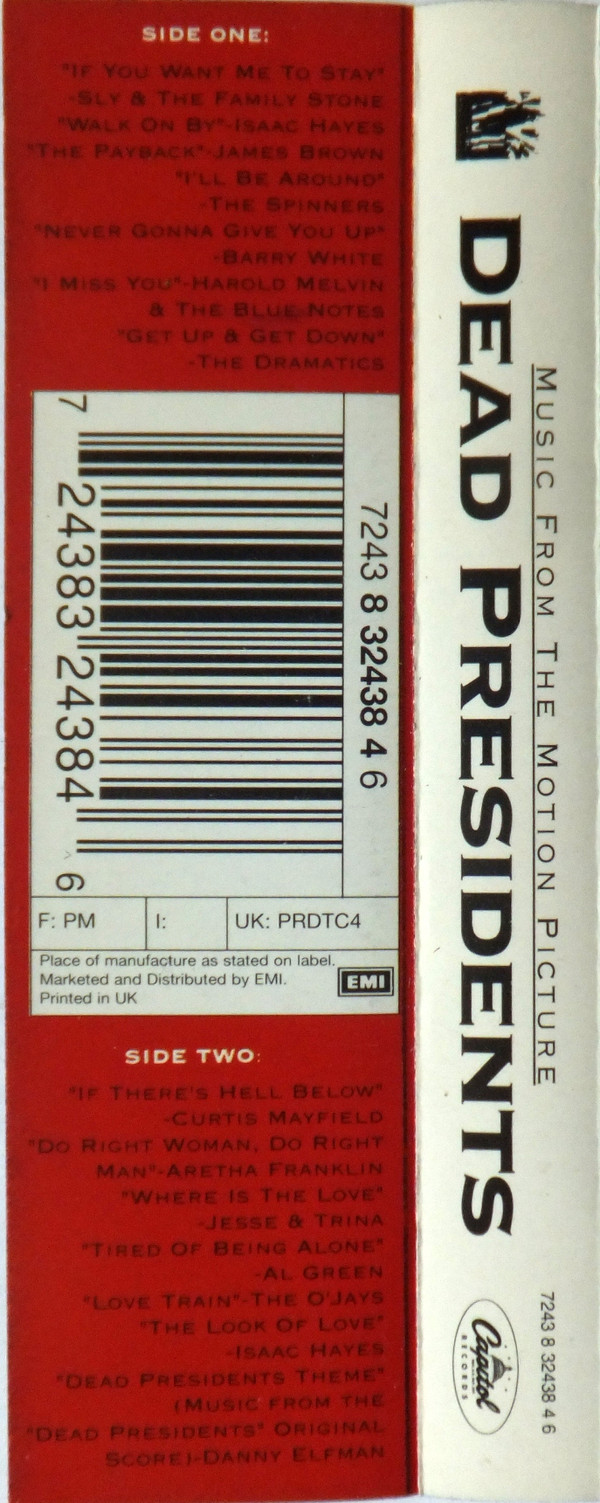 SIDE ONE:
"IF YOU WANT ME TO STAY"
-SLY & THE FAMILY STONE
"WALK ON BY"-ISAAC HAYES
"THE PAYBACK"-JAMES BROWN
"I'LL BE AROUND"
-THE SPINNERS
"NEVER GONNA GIVE YOU UP"
-BARRY WHITE
"I MISS YOU"-HAROLD MELVIN
& THE BLUE NOTES
"GET UP & GET DOWN"
-THE DRAMATICS
7243 8 32438 4 6
7 24383 24384 6
F: PM
I:
UK: PRDTC4
Place of manufacture as stated on label.
Marketed and Distributed by EMI.
Printed in UK
EMI
SIDE TWO:
"IF THERE'S HELL BELOW"
-CURTIS MAYFIELD
"DO RIGHT WOMAN, DO RIGHT
MAN"-ARETHA FRANKLIN
"WHERE IS THE LOVE"
-JESSE & TRINA
"TIRED OF BEING ALONE"
-AL GREEN
"LOVE TRAIN"-THE O'JAYS
"THE LOOK OF LOVE"
-ISAAC HAYES
"DEAD PRESIDENTS THEME"
(MUSIC FROM THE
"DEAD PRESIDENTS" ORIGINAL
SCORE)-DANNY ELFMAN
MUSIC FROM THE MOTION PICTURE
DEAD PRESIDENTS
7243 8 32438 4 6
Capitol
RECORDS